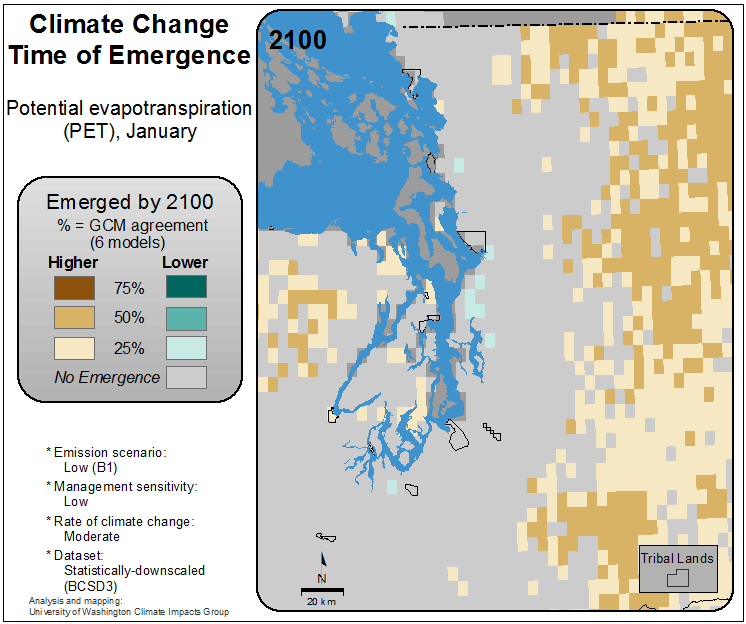 Climate Change
Time of Emergence
Potential evapotranspiration
(PET), January
Emerged by 2100
% = GCM agreement
(6 models)
Higher Lower
75%
50%
25%
No Emergence
* Emission scenario:
Low (B1)
* Management sensitivity:
Low
* Rate of climate change:
Moderate
* Dataset:
Statistically-downscaled
(BCSD3)
Analysis and mapping:
University of Washington Climate Impacts Group
2100
N
20 km
Tribal Lands